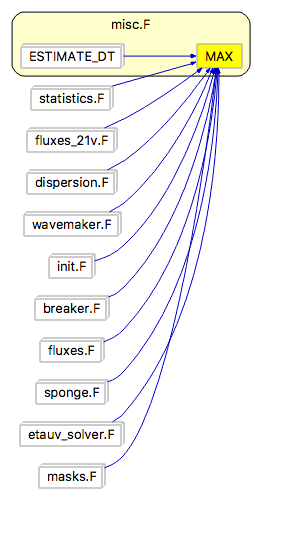 misc.F
ESTIMATE_DT
MAX
statistics.F
fluxes_21v.F
dispersion.F
wavemaker.F
init.F
breaker.F
fluxes.F
sponge.F
etauv_solver.F
masks.F